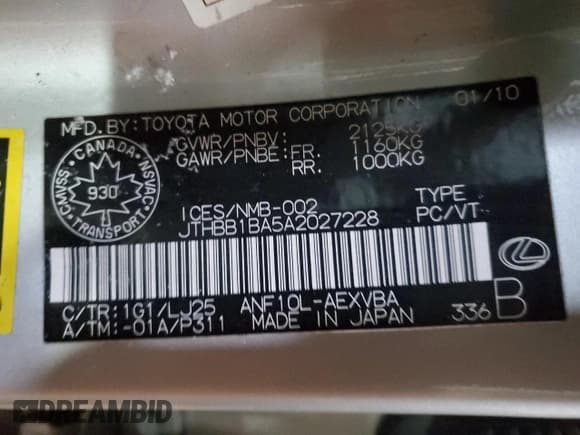 MFD. BY: TOYOTA MOTOR CORPORATION 01/10
GVWR/PNBV: 2125KG
GAWR/PNBE: FR. 1160KG
RR. 1000KG
CANADA
CMVSS NSVAC
930
TRANSPORT
ICES/NMB-002 TYPE
JTHBB1BA5A2027228 PC/VT
C/TR: 1G1/LJ25 ANF10L-AEXVBA 336 B
A/TM: -01A/P311 MADE IN JAPAN
DREAMBID